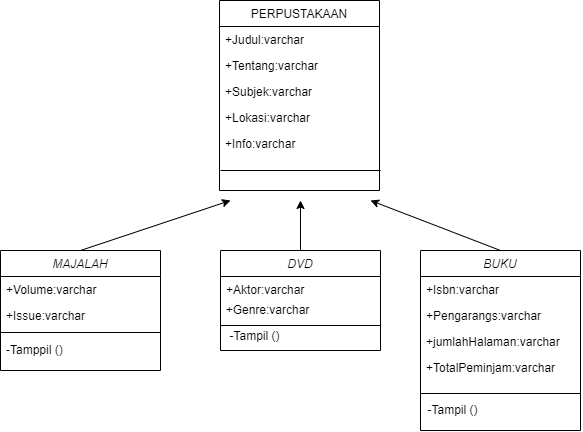 PERPUSTAKAAN
+Judul:varchar
+Tentang:varchar
+Subjek:varchar
+Lokasi:varchar
+Info:varchar
MAJALAH
+Volume:varchar
+Issue:varchar
-Tamppil ()
DVD
+Aktor:varchar
+Genre:varchar
-Tampil ()
BUKU
+Isbn:varchar
+Pengarangs:varchar
+jumlahHalaman:varchar
+TotalPeminjam:varchar
-Tampil ()